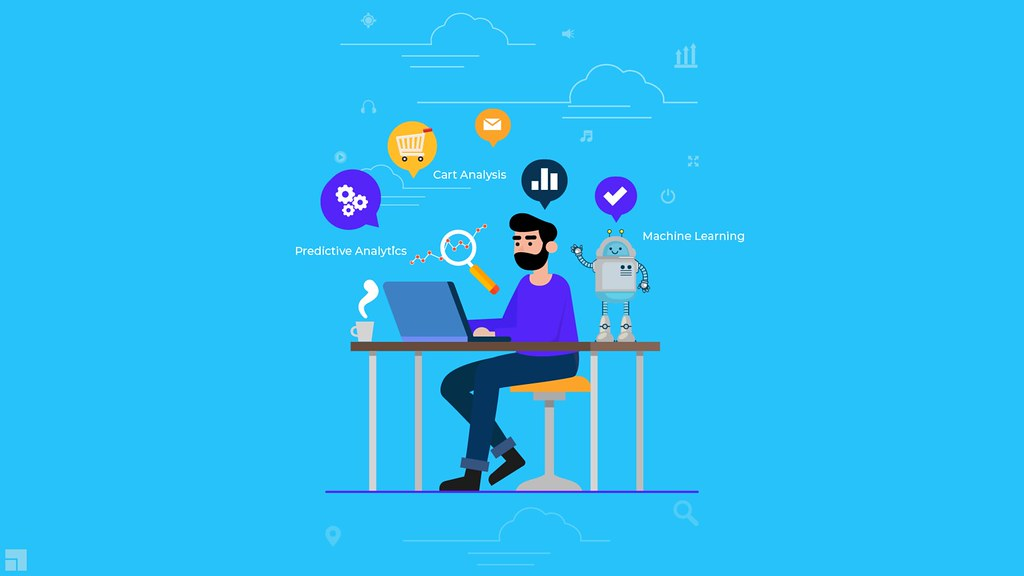 Cart Analysis
Predictive Analytics
Machine Learning